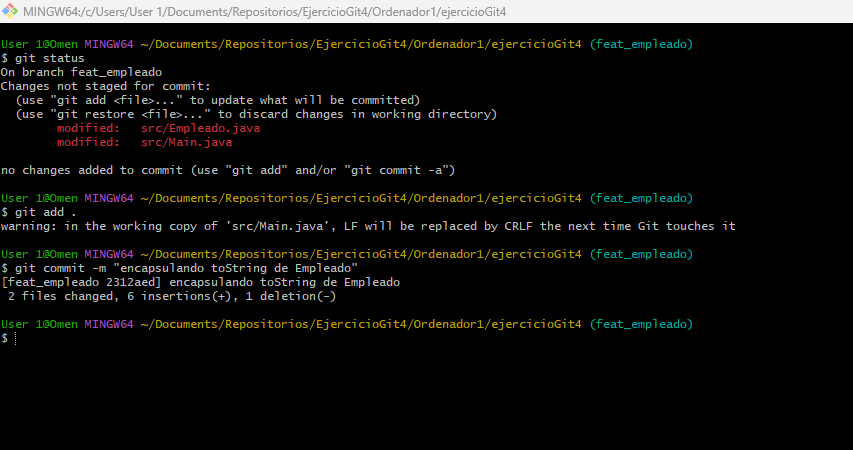 MINGW64:/c/Users/User 1/Documents/Repositorios/EjercicioGit4/Ordenador1/ejercicioGit4
User 1@Omen MINGW64 ~/Documents/Repositorios/EjercicioGit4/Ordenador1/ejercicioGit4 (feat_empleado)
$ git status
On branch feat_empleado
Changes not staged for commit:
  (use "git add <file>..." to update what will be committed)
  (use "git restore <file>..." to discard changes in working directory)
        modified:   src/Empleado.java
        modified:   src/Main.java

no changes added to commit (use "git add" and/or "git commit -a")

User 1@Omen MINGW64 ~/Documents/Repositorios/EjercicioGit4/Ordenador1/ejercicioGit4 (feat_empleado)
$ git add .
warning: in the working copy of 'src/Main.java', LF will be replaced by CRLF the next time Git touches it

User 1@Omen MINGW64 ~/Documents/Repositorios/EjercicioGit4/Ordenador1/ejercicioGit4 (feat_empleado)
$ git commit -m "encapsulando toString de Empleado"
[feat_empleado 2312aed] encapsulando toString de Empleado
 2 files changed, 6 insertions(+), 1 deletion(-)

User 1@Omen MINGW64 ~/Documents/Repositorios/EjercicioGit4/Ordenador1/ejercicioGit4 (feat_empleado)
$